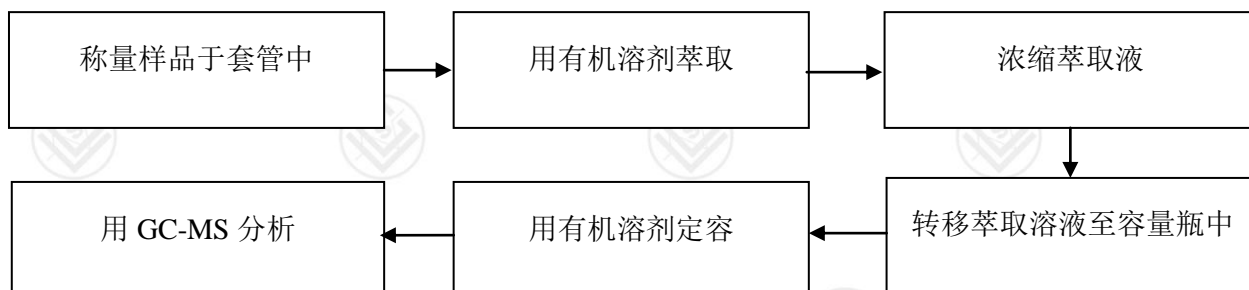 称量样品于套管中
用有机溶剂萃取
浓缩萃取液
转移萃取溶液至容量瓶中
用有机溶剂定容
用 GC-MS 分析